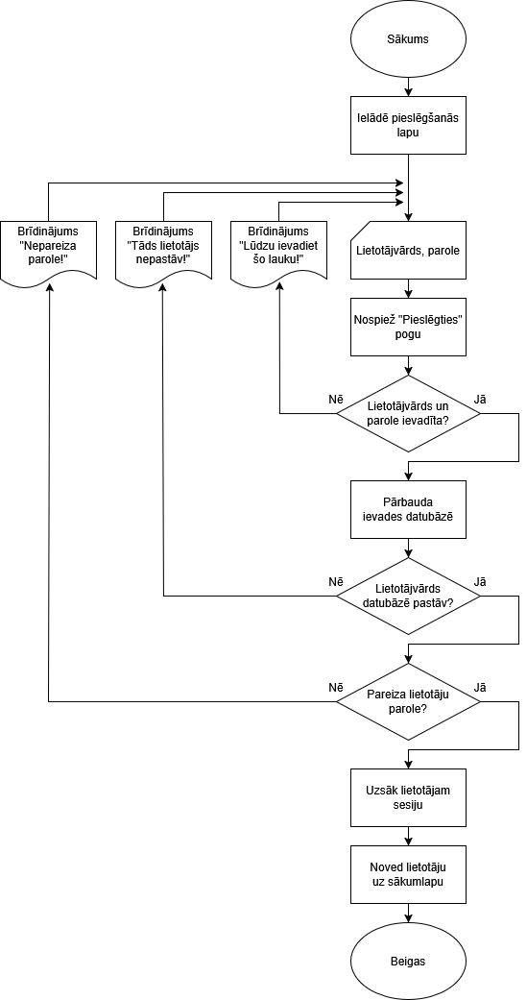 Sākums
Ielādē pieslēgšanās
lapu
Brīdinājums
"Nepareiza
parole!"
Brīdinājums
"Tāds lietotājs
nepastāv!"
Brīdinājums
"Lūdzu ievadiet
šo lauku!"
Lietotājvārds, parole
Nospiež "Pieslēgties"
pogu
Nē
Jā
Lietotājvārds un
parole ievadīta?
Pārbauda
ievades datubāzē
Nē
Jā
Lietotājvārds
datubāzē pastāv?
Nē
Jā
Pareiza lietotāju
parole?
Uzsāk lietotājam
sesiju
Noved lietotāju
uz sākumlapu
Beigas